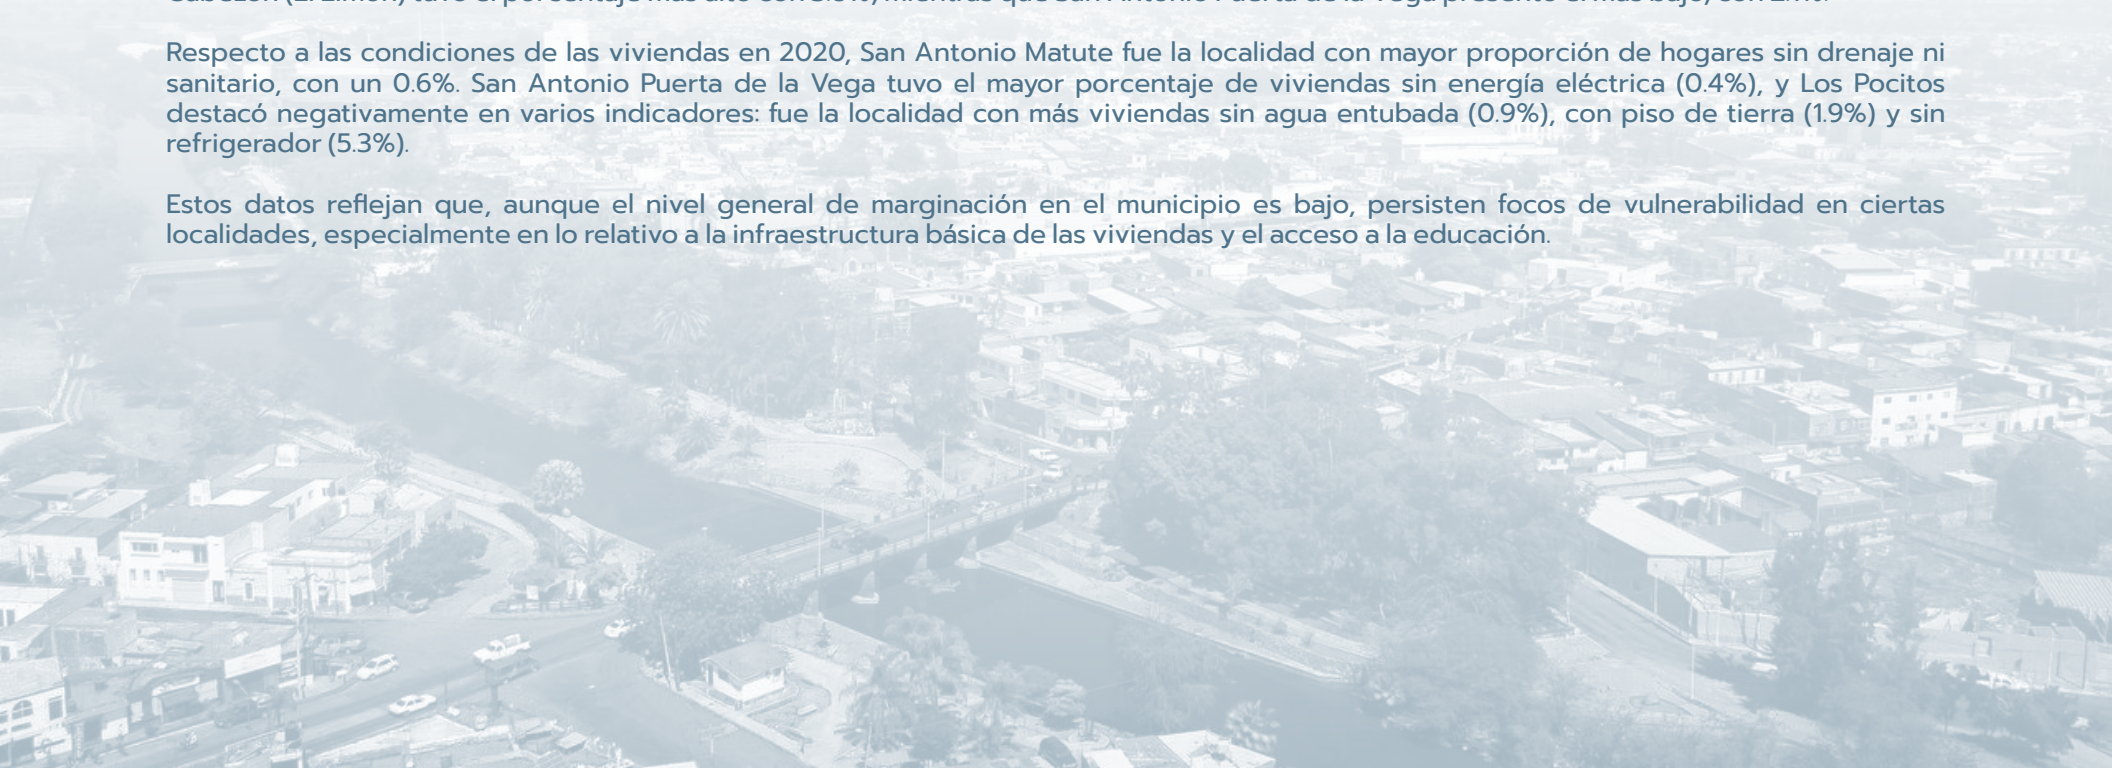 Respecto a las condiciones de las viviendas en 2020, San Antonio Matute fue la localidad con mayor proporción de hogares sin drenaje ni
sanitario, con un 0.6%. San Antonio Puerta de la Vega tuvo el mayor porcentaje de viviendas sin energía eléctrica (0.4%), y Los Pocitos
destacó negativamente en varios indicadores: fue la localidad con más viviendas sin agua entubada (0.9%), con piso de tierra (1.9%) y sin
refrigerador (5.3%).
Estos datos reflejan que, aunque el nivel general de marginación en el municipio es bajo, persisten focos de vulnerabilidad en ciertas
localidades, especialmente en lo relativo a la infraestructura básica de las viviendas y el acceso a la educación.